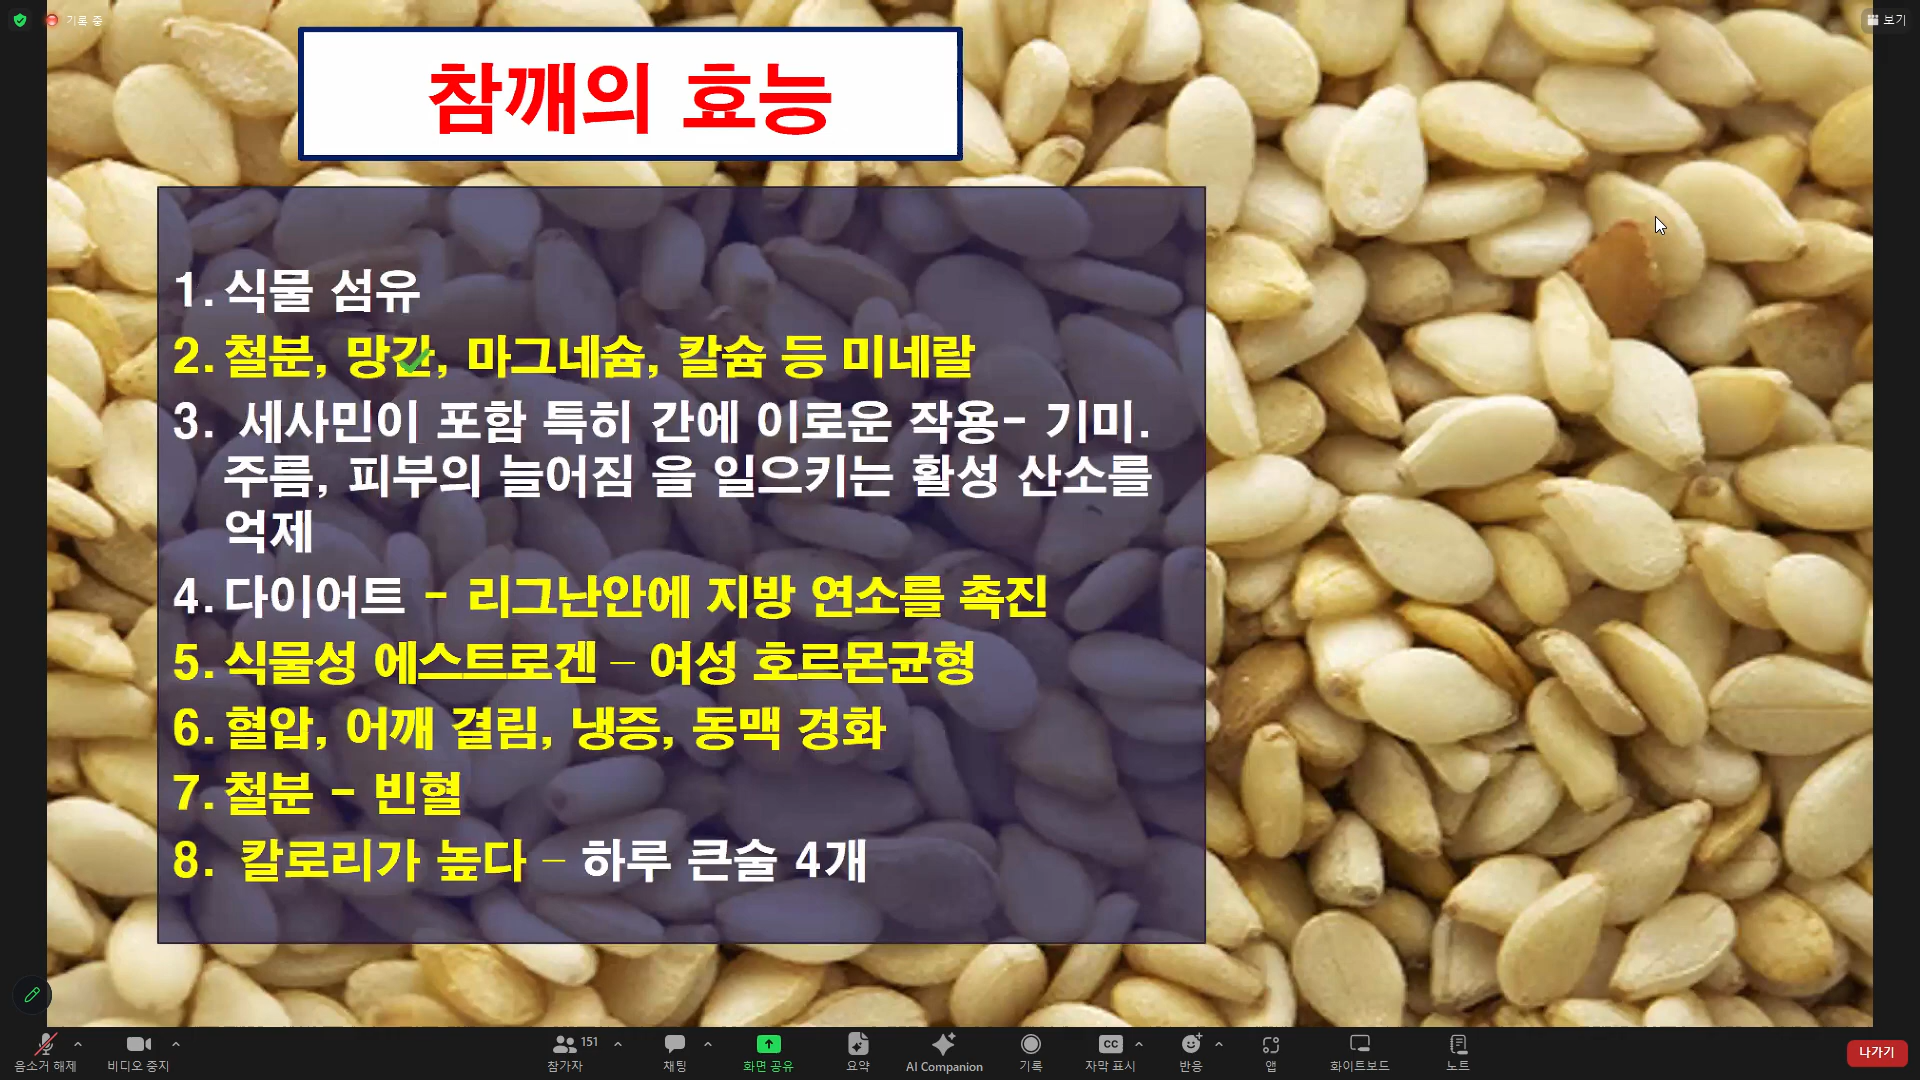 기록 중
보기
참깨의 효능
1. 식물 섬유
2. 철분, 망간, 마그네슘, 칼슘 등 미네랄
3. 세사민이 포함 특히 간에 이로운 작용- 기미.
주름, 피부의 늘어짐 을 일으키는 활성 산소를
억제
4. 다이어트 - 리그난안에 지방 연소를 촉진
5. 식물성 에스트로겐 – 여성 호르몬균형
6. 혈압, 어깨 결림, 냉증, 동맥 경화
7. 철분 - 빈혈
8. 칼로리가 높다 – 하루 큰술 4개
음소거 해제
비디오 중지
151
참가자
채팅
화면 공유
요약
AI Companion
기록
CC
자막 표시
반응
앱
화이트보드
노트
나가기